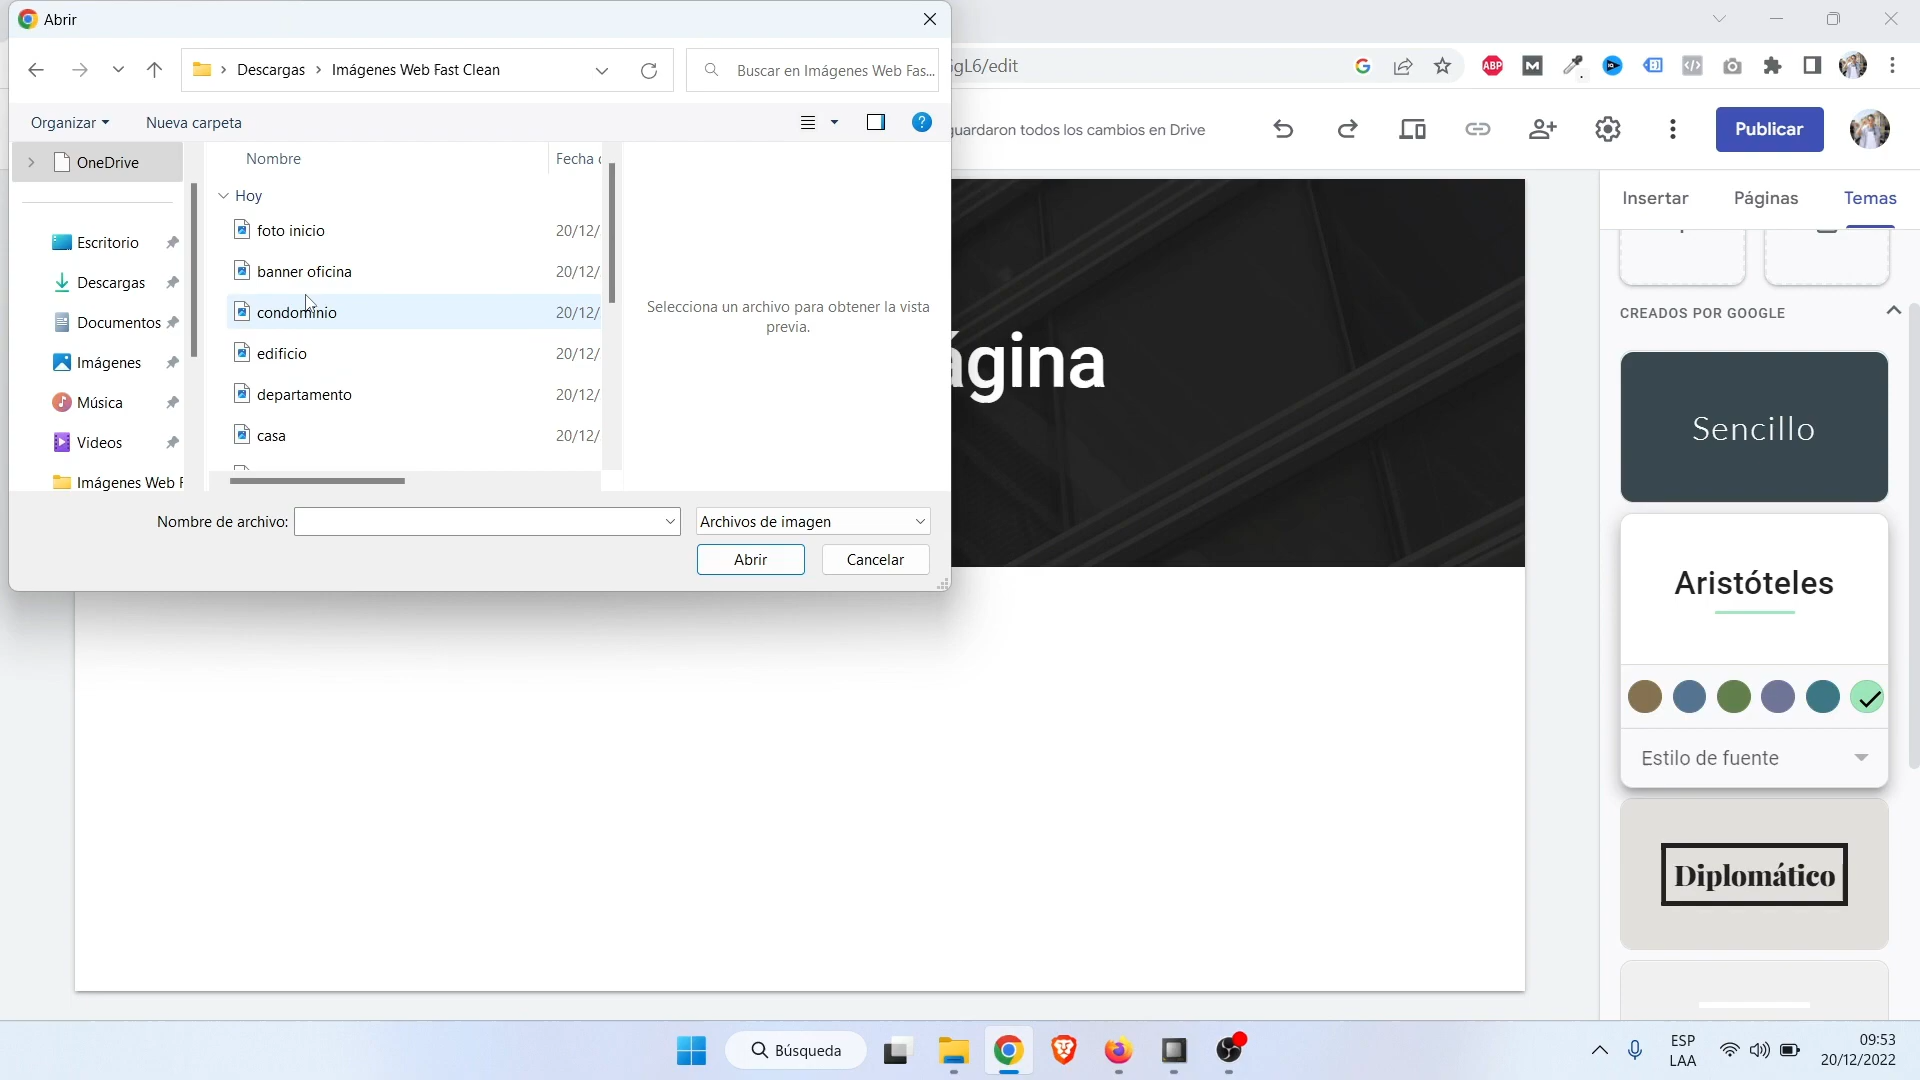 Abrir
Descargas > Imágenes Web Fast Clean
Buscar en Imágenes Web Fas...
Organizar
Nueva carpeta
OneDrive
Escritorio
Descargas
Documentos
Imágenes
Música
Videos
Imágenes Web F
Nombre
Fecha
Hoy
foto inicio
20/12/
banner oficina
20/12/
condominio
20/12/
edificio
20/12/
departamento
20/12/
casa
20/12/
Selecciona un archivo para obtener la vista
previa.
Nombre de archivo:
Archivos de imagen
Abrir
Cancelar
gL6/edit
ABP
M
guardaron todos los cambios en Drive
Publicar
ágina
Insertar
Páginas
Temas
CREADOS POR GOOGLE
Sencillo
Aristóteles
Estilo de fuente
Diplomático
Búsqueda
ESP
LAA
09:53
20/12/2022